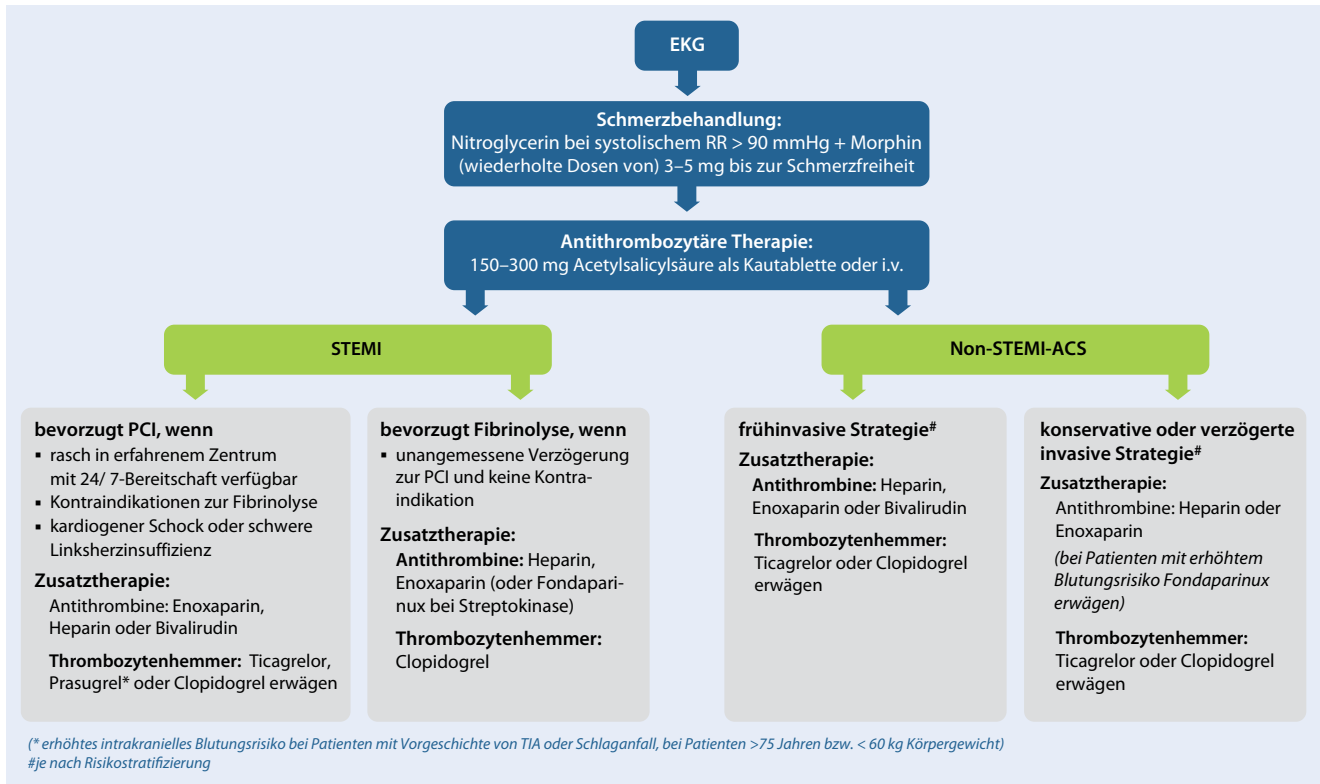 EKG
Schmerzbehandlung:
Nitroglycerin bei systolischem RR > 90 mmHg + Morphin
(wiederholte Dosen von) 3–5 mg bis zur Schmerzfreiheit
Antithrombozytäre Therapie:
150–300 mg Acetylsalicylsäure als Kautablette oder i.v.
STEMI
Non-STEMI-ACS
bevorzugt PCI, wenn
▪ rasch in erfahrenem Zentrum
mit 24/ 7-Bereitschaft verfügbar
▪ Kontraindikationen zur Fibrinolyse
▪ kardiogener Schock oder schwere
Linksherzinsuffizienz
Zusatztherapie:
Antithrombine: Enoxaparin,
Heparin oder Bivalirudin
Thrombozytenhemmer: Ticagrelor,
Prasugrel* oder Clopidogrel erwägen
bevorzugt Fibrinolyse, wenn
▪ unangemessene Verzögerung
zur PCI und keine Kontra-
indikation
Zusatztherapie:
Antithrombine: Heparin,
Enoxaparin (oder Fondapari-
nux bei Streptokinase)
Thrombozytenhemmer:
Clopidogrel
frühinvasive Strategie#
Zusatztherapie:
Antithrombine: Heparin,
Enoxaparin oder Bivalirudin
Thrombozytenhemmer:
Ticagrelor oder Clopidogrel
erwägen
konservative oder verzögerte
invasive Strategie#
Zusatztherapie:
Antithrombine: Heparin oder
Enoxaparin
(bei Patienten mit erhöhtem
Blutungsrisiko Fondaparinux
erwägen)
Thrombozytenhemmer:
Ticagrelor oder Clopidogrel
erwägen
(* erhöhtes intrakranielles Blutungsrisiko bei Patienten mit Vorgeschichte von TIA oder Schlaganfall, bei Patienten >75 Jahren bzw. < 60 kg Körpergewicht)
#je nach Risikostratifizierung